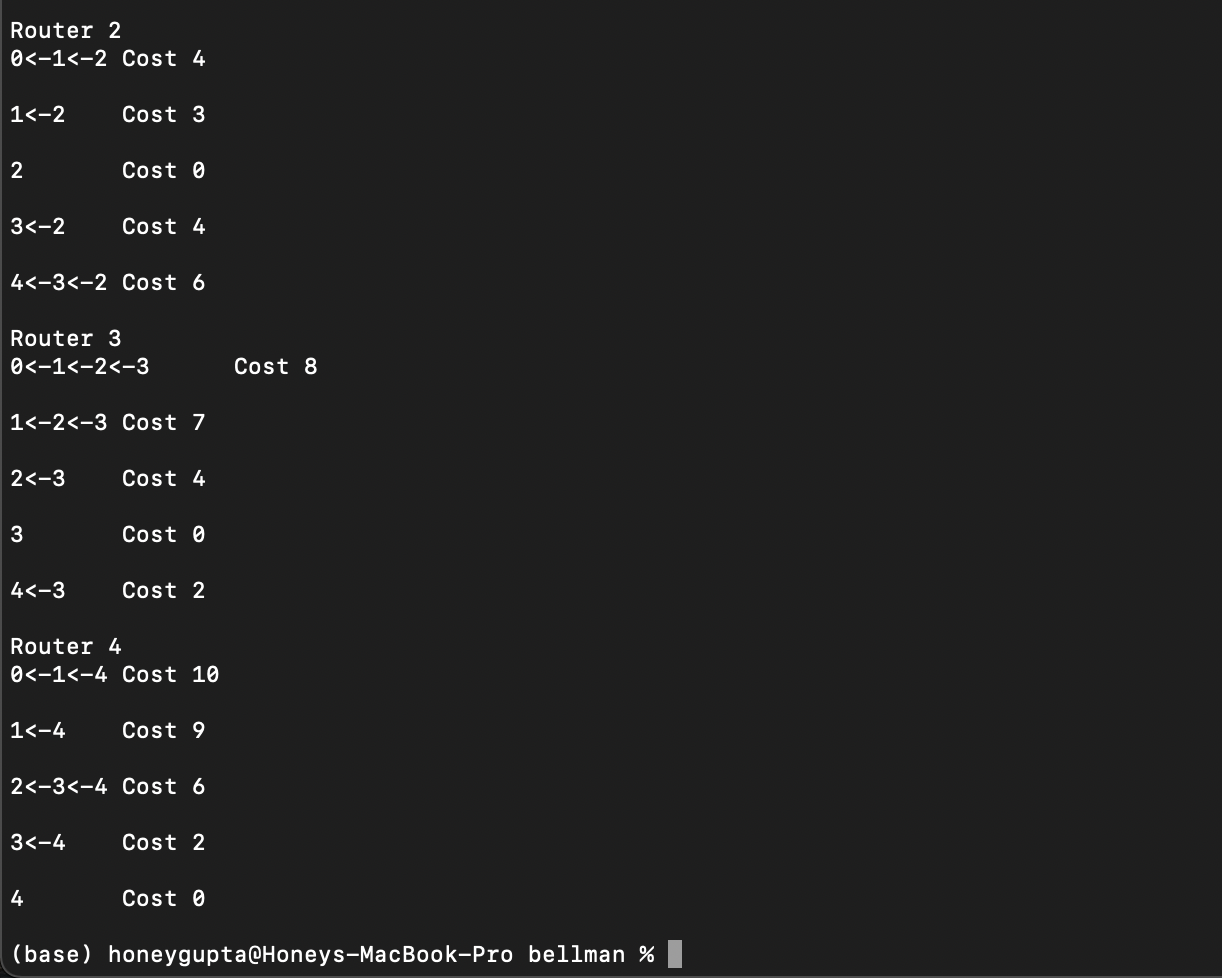 Router 2
0<-1<-2 Cost 4
1<-2    Cost 3
2       Cost 0
3<-2    Cost 4
4<-3<-2 Cost 6
Router 3
0<-1<-2<-3      Cost 8
1<-2<-3 Cost 7
2<-3    Cost 4
3       Cost 0
4<-3    Cost 2
Router 4
0<-1<-4 Cost 10
1<-4    Cost 9
2<-3<-4 Cost 6
3<-4    Cost 2
4       Cost 0
(base) honeygupta@Honeys-MacBook-Pro bellman %